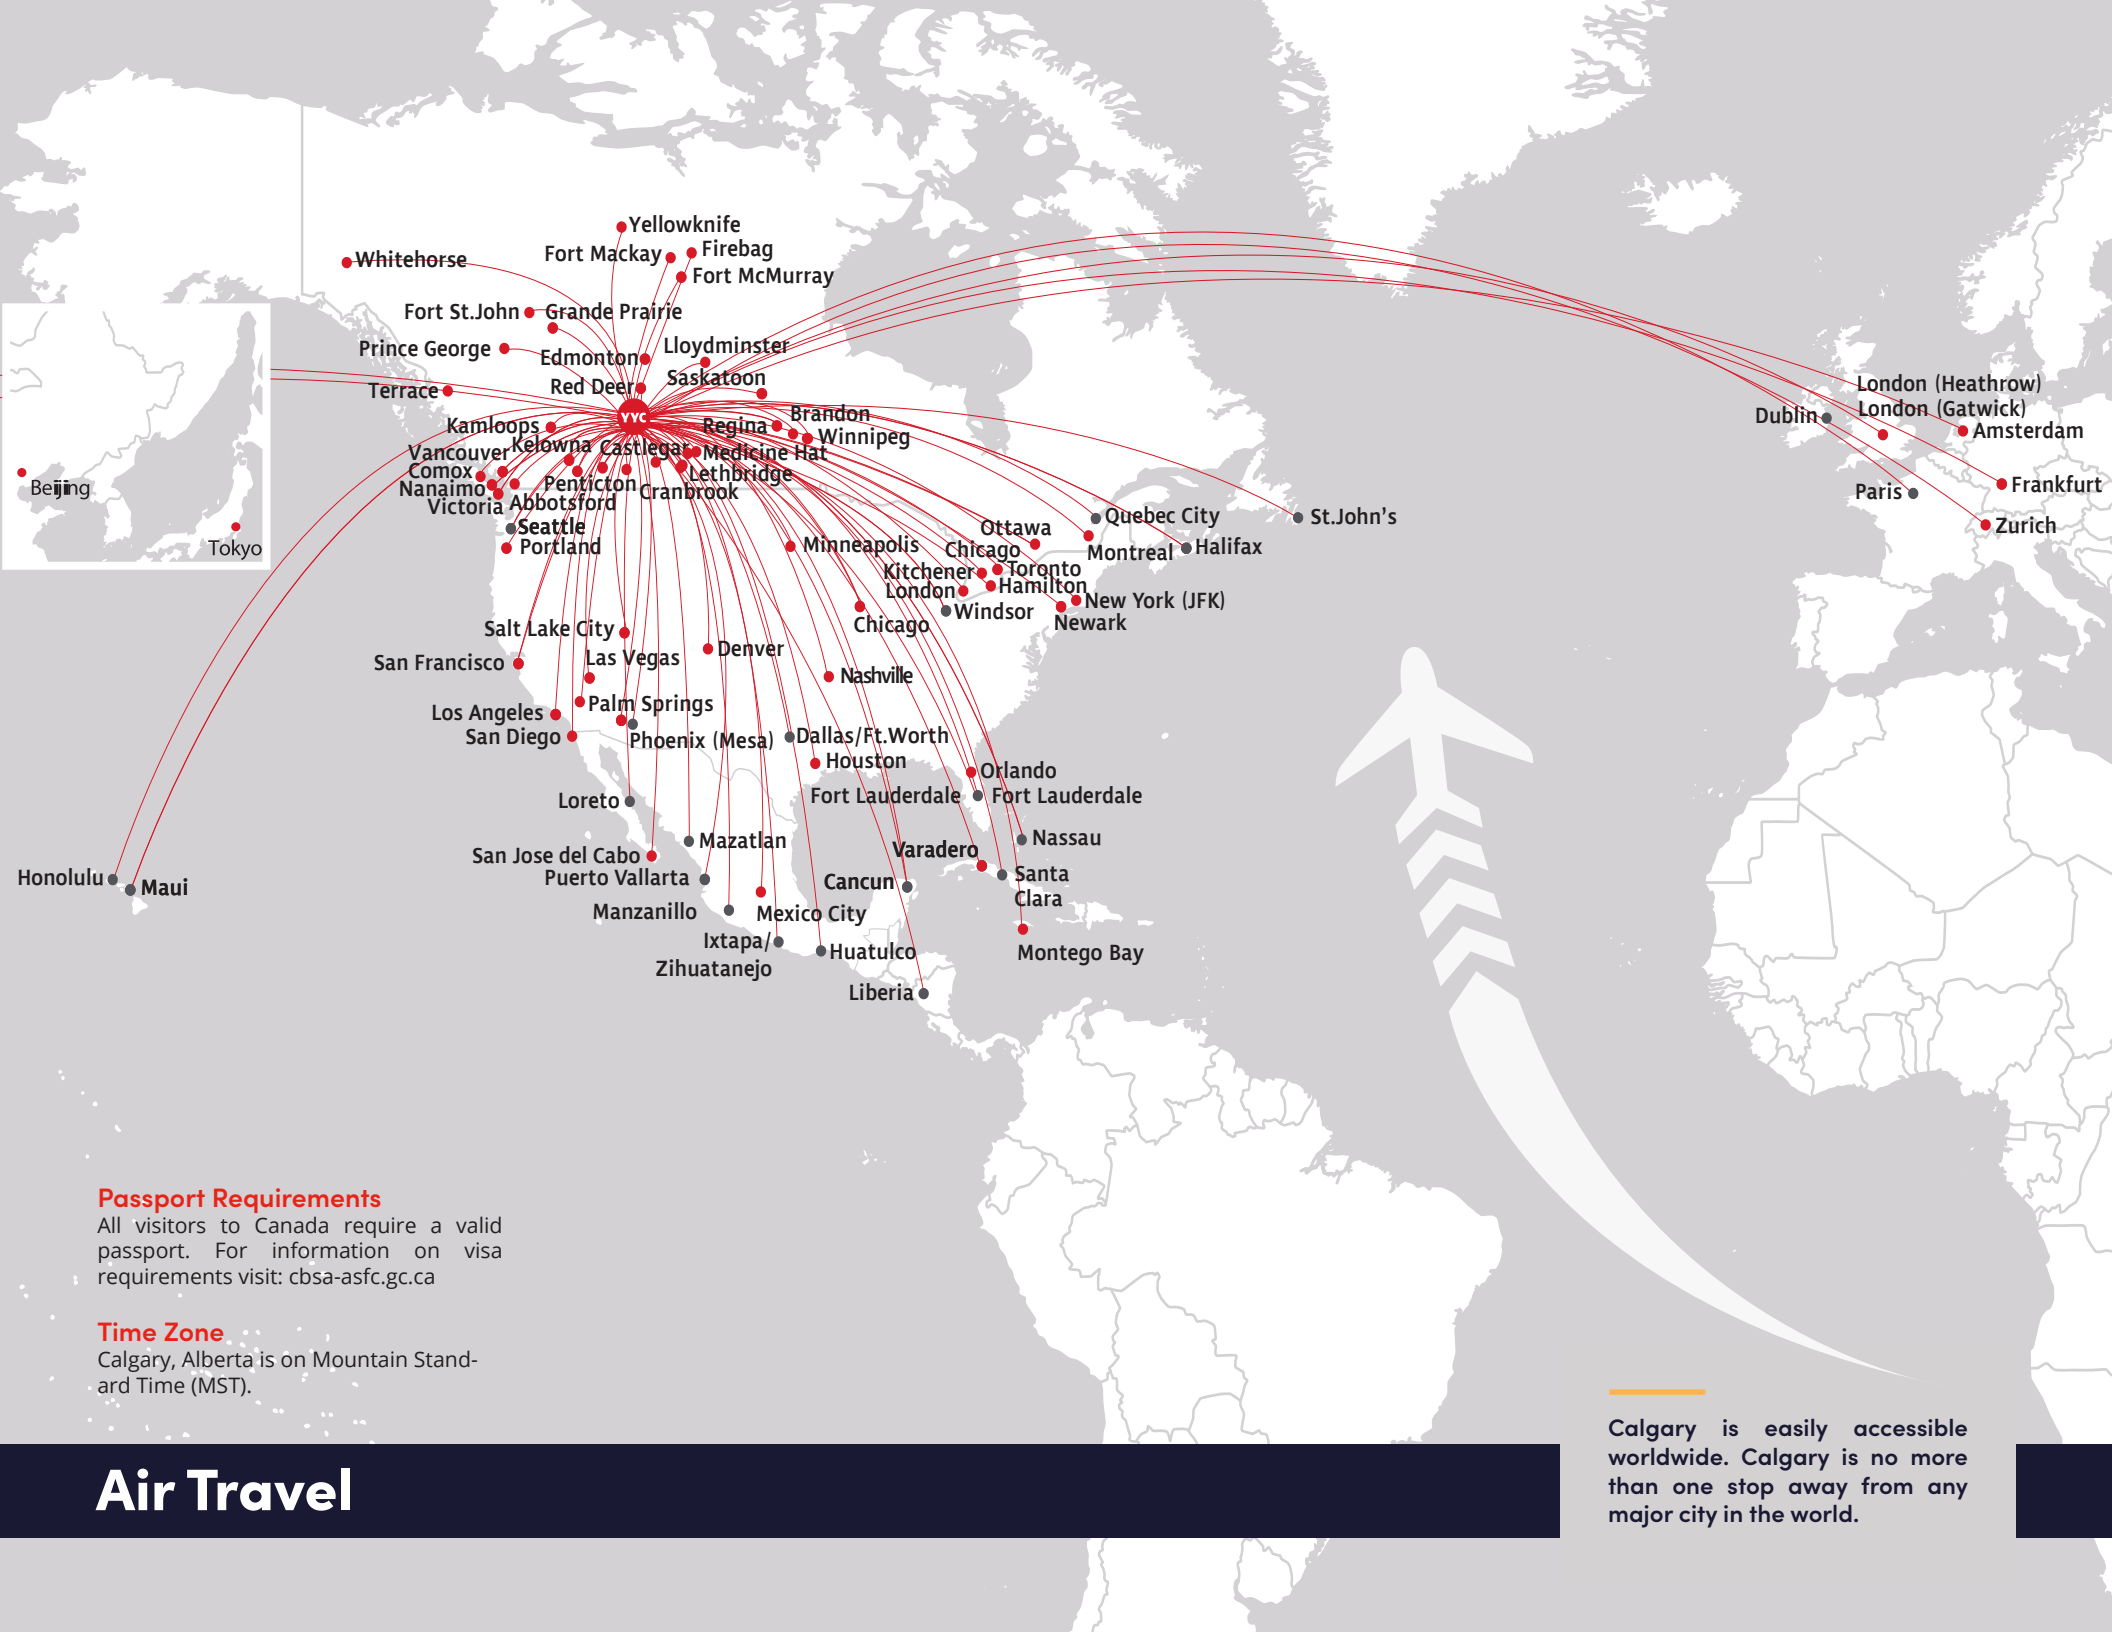 Yellowknife
Fort Mackay
Firebag
Whitehorse
Fort McMurray
Fort St.John
Grande Prairie
Prince George
Edmonton
Lloydminster
Red Deer
Saskatoon
Terrace
YYC
Kamloops
Regina
Brandon
Winnipeg
Vancouver
Kelowna
Castlegar
Medicine Hat
Comox
Lethbridge
Nanaimo
Penticton
Cranbrook
Victoria
Abbotsford
Seattle
Portland
Beijing
Tokyo
Minneapolis
Ottawa
Quebec City
St.John's
Chicago
Montreal
Halifax
Kitchener
Toronto
London
Hamilton
Windsor
New York (JFK)
Newark
Chicago
London (Heathrow)
London (Gatwick)
Dublin
Amsterdam
Paris
Frankfurt
Zurich
Salt Lake City
Denver
San Francisco
Las Vegas
Nashville
Los Angeles
Palm Springs
San Diego
Phoenix (Mesa)
Dallas/Ft.Worth
Houston
Orlando
Loreto
Fort Lauderdale
Fort Lauderdale
Mazatlan
Nassau
San Jose del Cabo
Varadero
Honolulu
Maui
Puerto Vallarta
Cancun
Santa
Clara
Manzanillo
Mexico City
Ixtapa/
Zihuatanejo
Huatulco
Montego Bay
Liberia
Passport Requirements
All visitors to Canada require a valid
passport. For information on visa
requirements visit: cbsa-asfc.gc.ca
Time Zone
Calgary, Alberta is on Mountain Stand-
ard Time (MST).
Air Travel
Calgary is easily accessible
worldwide. Calgary is no more
than one stop away from any
major city in the world.